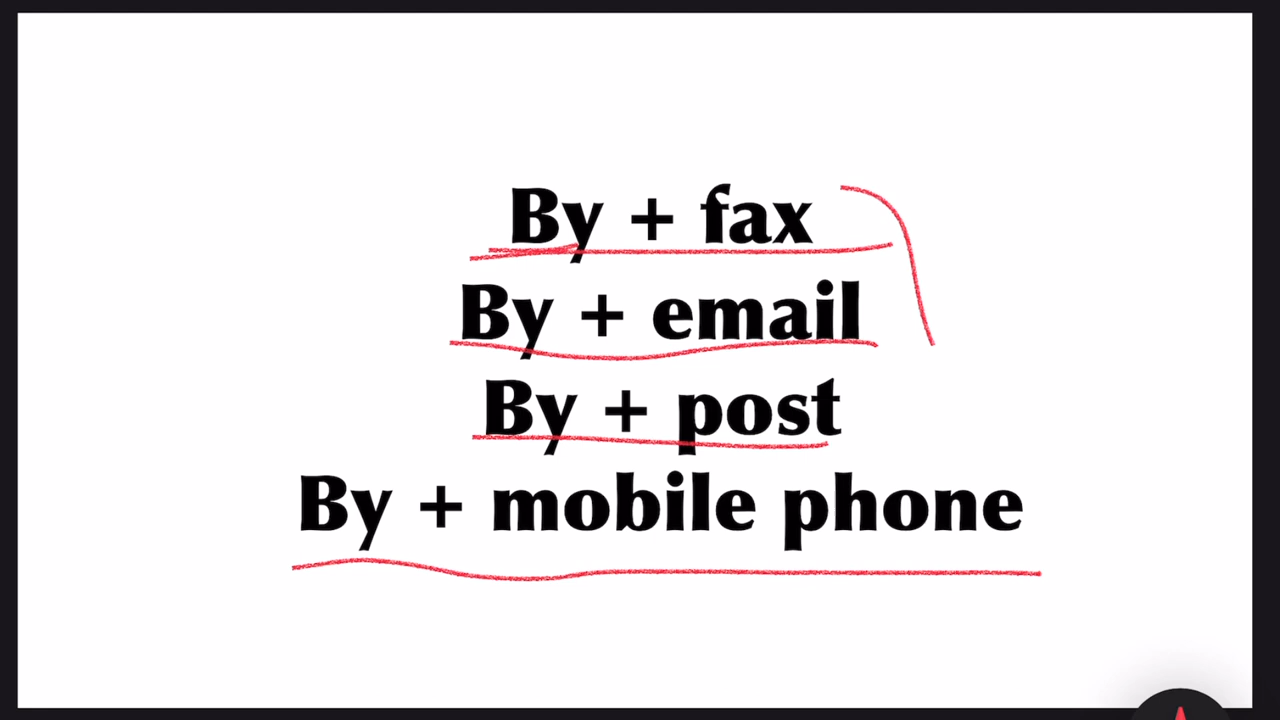 By + fax
By + email
By + post
By + mobile phone